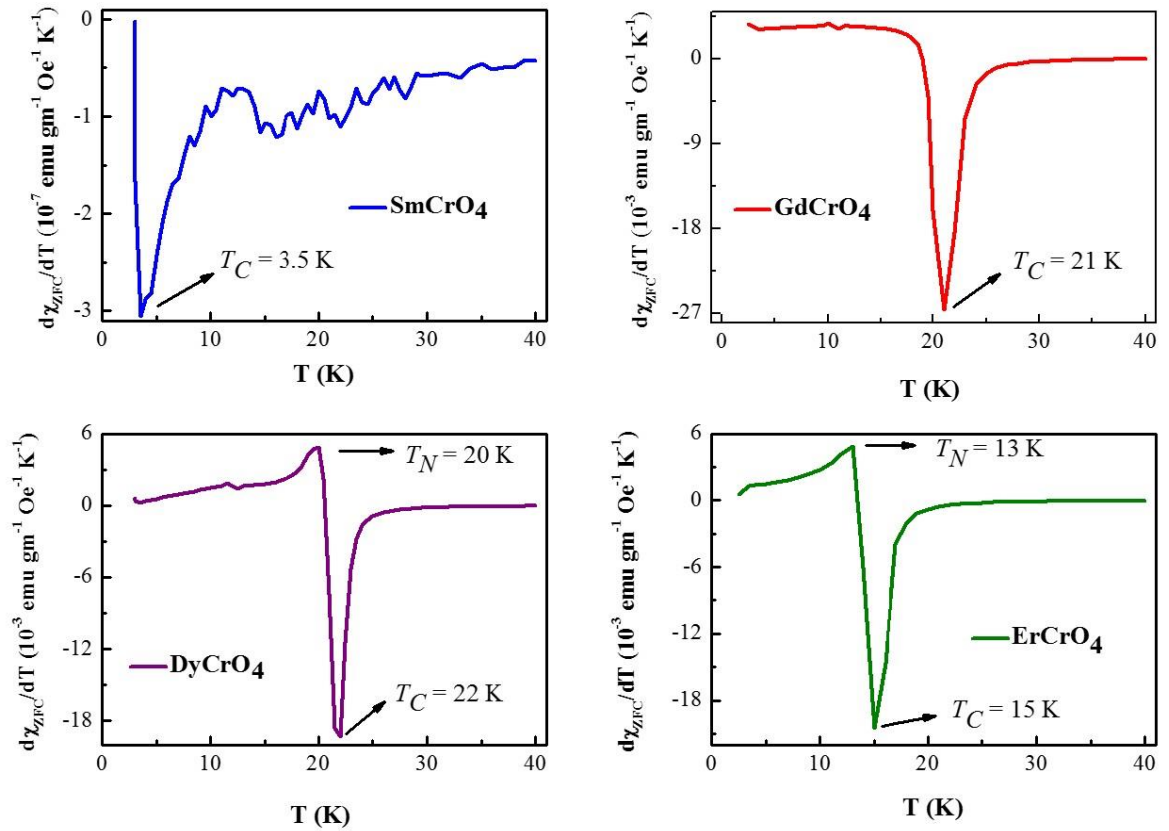 dχZFC/dT (10-7 emu gm-1 Oe-1 K-1)
0
-1
-2
-3
SmCrO4
TC = 3.5 K
0 10 20 30 40
T (K)
dχZFC/dT (10-3 emu gm-1 Oe-1 K-1)
0
-9
-18
-27
GdCrO4
TC = 21 K
0 10 20 30 40
T (K)
dχZFC/dT (10-3 emu gm-1 Oe-1 K-1)
6
0
-6
-12
-18
TN = 20 K
DyCrO4
TC = 22 K
0 10 20 30 40
T (K)
dχZFC/dT (10-3 emu gm-1 Oe-1 K-1)
6
0
-6
-12
-18
TN = 13 K
ErCrO4
TC = 15 K
0 10 20 30 40
T (K)